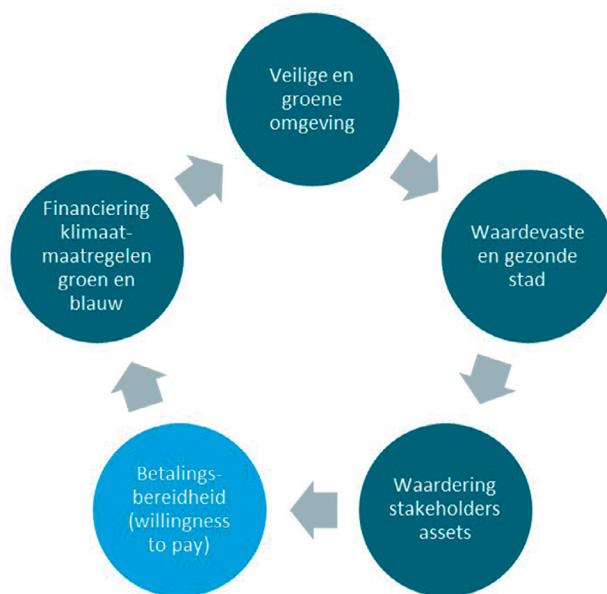 Veilige en
groene
omgeving
Waardevaste
en gezonde
stad
Waardering
stakeholders
assets
Betalings-
bereidheid
(willingness
to pay)
Financiering
klimaat-
maatregelen
groen en
blauw